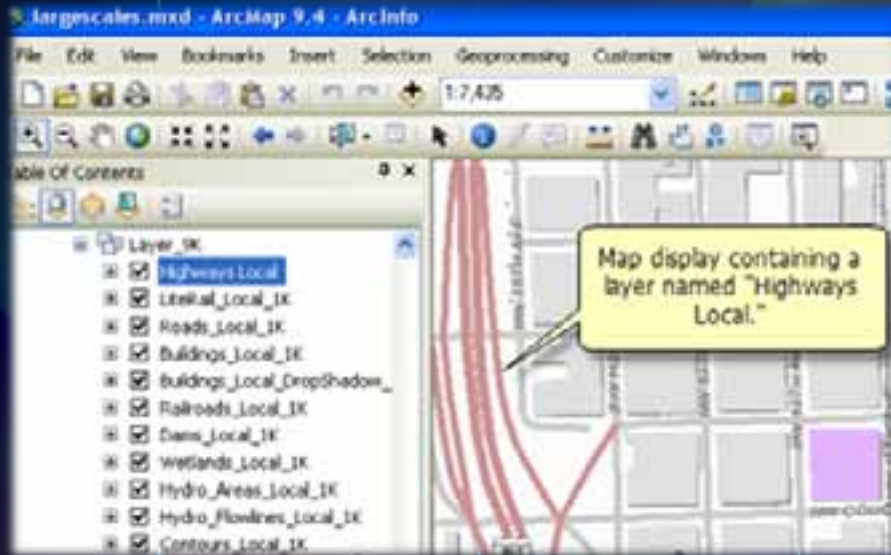 largescales.mxd - ArcMap 9.4 - ArcInfo
File Edit View Bookmarks Insert Selection Geoprocessing Customize Windows Help
1:7,435
Table Of Contents
Layer_9K
Highways Local
LiteRail_Local_1K
Roads_Local_1K
Buildings_Local_1K
Buildings_Local_DropShadow_
Railroads_Local_1K
Dams_Local_1K
Wetlands_Local_1K
Hydro_Areas_Local_1K
Hydro_Flowlines_Local_1K
Contours_Local_1K
Map display containing a
layer named "Highways
Local."